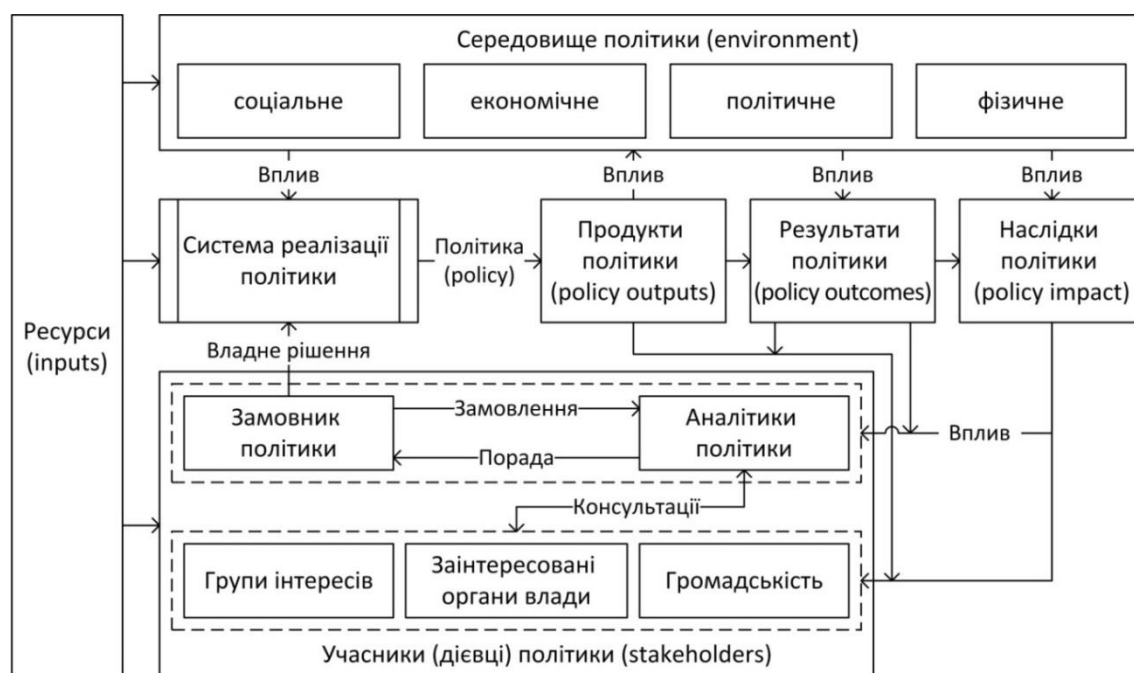 Середовище політики (environment)
соціальне
економічне
політичне
фізичне
Вплив
Вплив
Вплив
Вплив
Ресурси
(inputs)
Система реалізації
політики
Політика
(policy)
Продукти
політики
(policy outputs)
Результати
політики
(policy outcomes)
Наслідки
політики
(policy impact)
Владне рішення
Замовник
політики
Замовлення
Порада
Аналітики
політики
Вплив
Консультації
Групи інтересів
Заінтересовані
органи влади
Громадськість
Учасники (дієвці) політики (stakeholders)